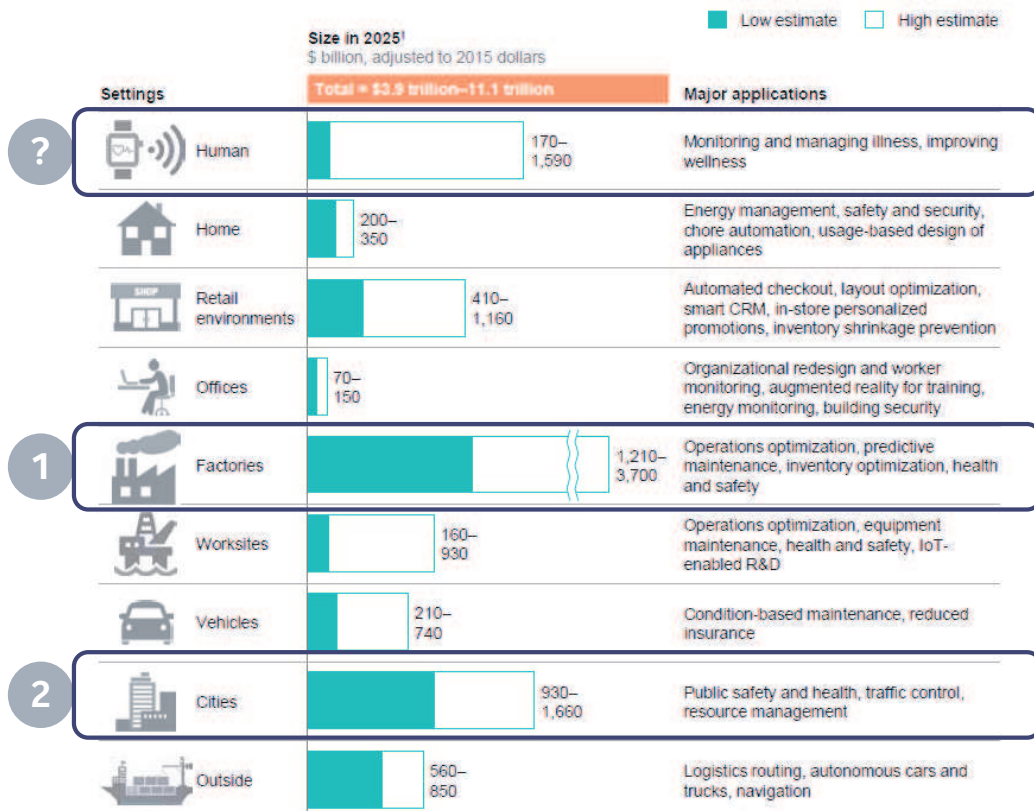 Low estimate High estimate
Size in 2025¹
$ billion, adjusted to 2015 dollars
Settings
Total = $3.9 trillion–11.1 trillion
Major applications
?
Human
170–
1,590
Monitoring and managing illness, improving
wellness
Home
200–
350
Energy management, safety and security,
chore automation, usage-based design of
appliances
SHOP
Retail
environments
410–
1,160
Automated checkout, layout optimization,
smart CRM, in-store personalized
promotions, inventory shrinkage prevention
Offices
70–
150
Organizational redesign and worker
monitoring, augmented reality for training,
energy monitoring, building security
1
Factories
1,210–
3,700
Operations optimization, predictive
maintenance, inventory optimization, health
and safety
Worksites
160–
930
Operations optimization, equipment
maintenance, health and safety, IoT-
enabled R&D
Vehicles
210–
740
Condition-based maintenance, reduced
insurance
2
Cities
930–
1,660
Public safety and health, traffic control,
resource management
Outside
560–
850
Logistics routing, autonomous cars and
trucks, navigation